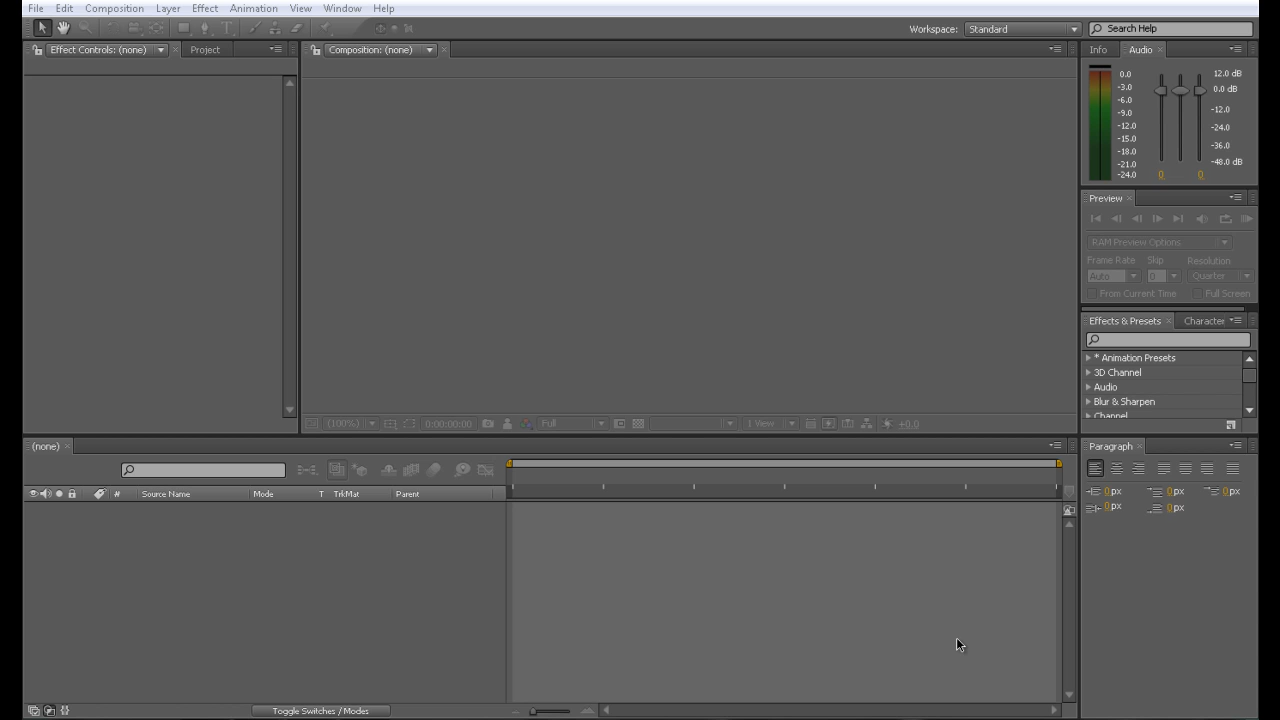 File Edit Composition Layer Effect Animation View Window Help
Workspace: Standard Search Help
Effect Controls: (none) Project Composition: (none) Info Audio
0.0
-3.0
-6.0
-9.0
-12.0
-15.0
-18.0
-21.0
-24.0
12.0 dB
0.0 dB
-12.0
-24.0
-36.0
-48.0 dB
0 0
Preview
RAM Preview Options
Frame Rate Skip Resolution
Auto 0 Quarter
From Current Time Full Screen
Effects & Presets Character
* Animation Presets
3D Channel
Audio
Blur & Sharpen
Channel
(100%) 0:00:00:00 Full 1 View +0.0
(none)
# Source Name Mode T TrkMat Parent
Paragraph
0 px 0 px 0 px
0 px 0 px
Toggle Switches / Modes